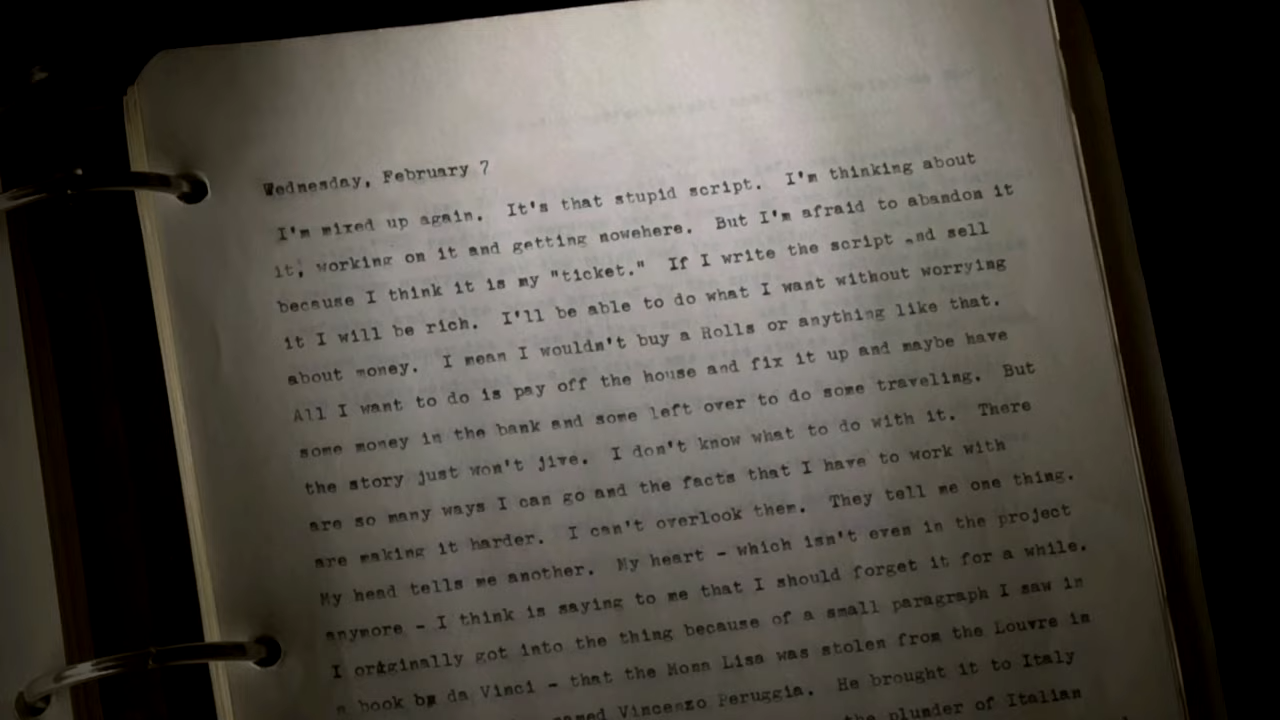 Wednesday, February 7
I'm mixed up again. It's that stupid script. I'm thinking about
it, working on it and getting nowehere. But I'm afraid to abandon it
because I think it is my "ticket." If I write the script and sell
it I will be rich. I'll be able to do what I want without worrying
about money. I mean I wouldn't buy a Rolls or anything like that.
All I want to do is pay off the house and fix it up and maybe have
some money in the bank and some left over to do some traveling. But
the story just won't jive. I don't know what to do with it. There
are so many ways I can go and the facts that I have to work with
are making it harder. I can't overlook them. They tell me one thing.
My head tells me another. My heart - which isn't even in the project
anymore - I think is saying to me that I should forget it for a while.
I originally got into the thing because of a small paragraph I saw in
a book by da Vinci - that the Mona Lisa was stolen from the Louvre in
named Vincenzo Peruggia. He brought it to Italy
the plunder of Italian